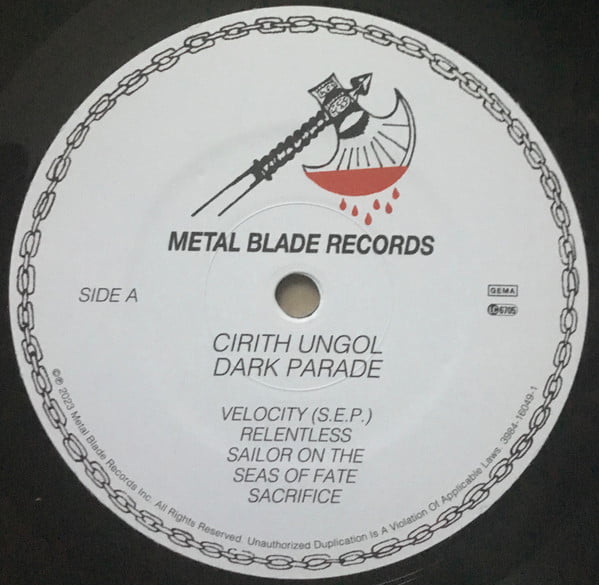 METAL BLADE RECORDS
SIDE A
GEMA
LC 6705
CIRITH UNGOL
DARK PARADE
VELOCITY (S.E.P.)
RELENTLESS
SAILOR ON THE
SEAS OF FATE
SACRIFICE
©℗ 2023 Metal Blade Records Inc. All Rights Reserved. Unauthorized Duplication Is A Violation Of Applicable Laws. 3984-16049-1